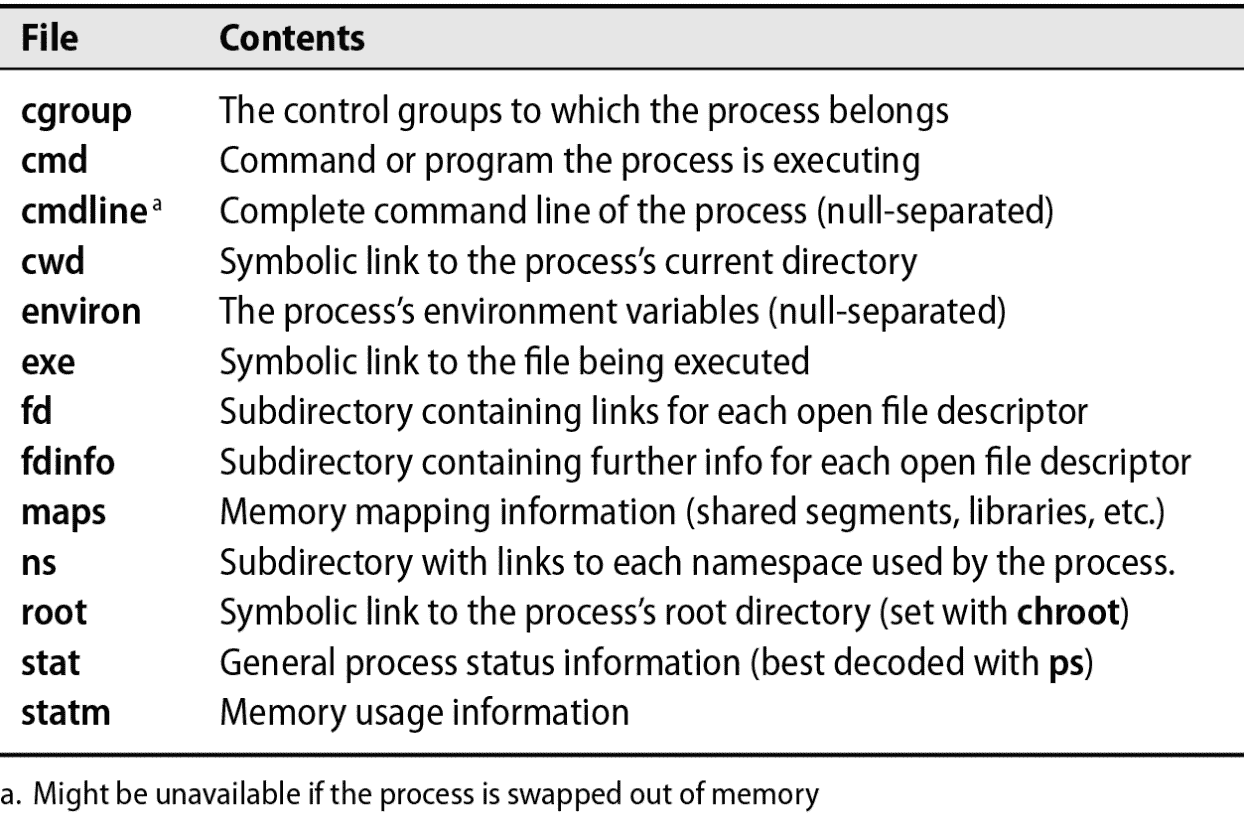 File Contents
cgroup The control groups to which the process belongs
cmd Command or program the process is executing
cmdline a Complete command line of the process (null-separated)
cwd Symbolic link to the process’s current directory
environ The process’s environment variables (null-separated)
exe Symbolic link to the file being executed
fd Subdirectory containing links for each open file descriptor
fdinfo Subdirectory containing further info for each open file descriptor
maps Memory mapping information (shared segments, libraries, etc.)
ns Subdirectory with links to each namespace used by the process.
root Symbolic link to the process’s root directory (set with chroot)
stat General process status information (best decoded with ps)
statm Memory usage information
a. Might be unavailable if the process is swapped out of memory